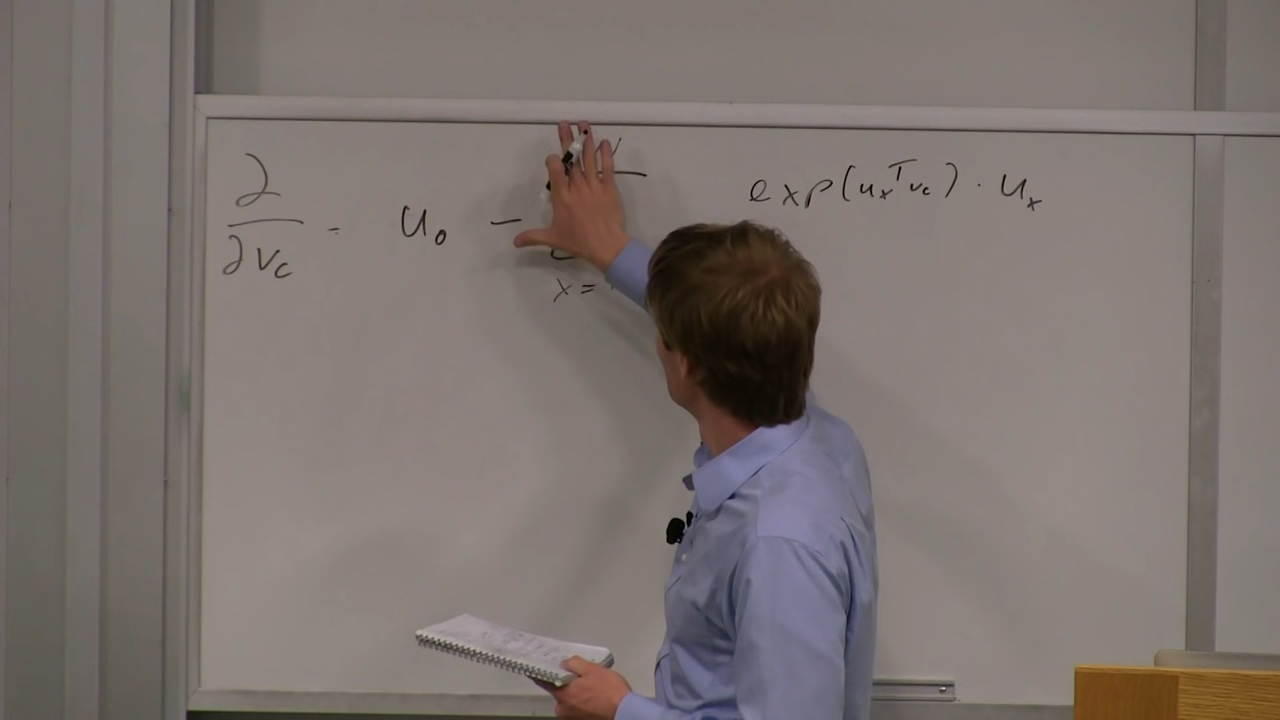 ∂/∂v_c = u_o − exp(u_x^T v_c) · u_x
x =